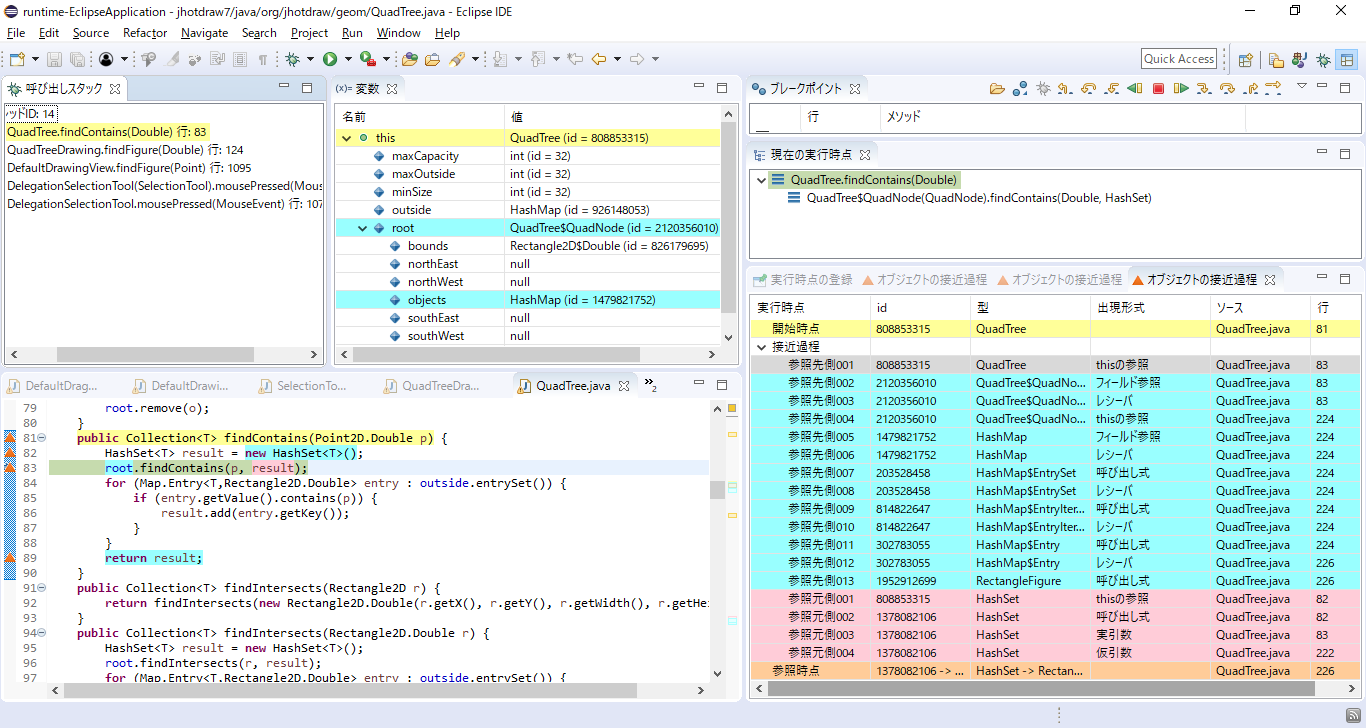 runtime-EclipseApplication - jhotdraw7/java/org/jhotdraw/geom/QuadTree.java - Eclipse IDE
File Edit Source Refactor Navigate Search Project Run Window Help
Quick Access
呼び出しスタック
ッドID: 14
QuadTree.findContains(Double) 行: 83
QuadTreeDrawing.findFigure(Double) 行: 124
DefaultDrawingView.findFigure(Point) 行: 1095
DelegationSelectionTool(SelectionTool).mousePressed(Mous
DelegationSelectionTool.mousePressed(MouseEvent) 行: 107
(x)= 変数
名前 値
this QuadTree (id = 808853315)
maxCapacity int (id = 32)
maxOutside int (id = 32)
minSize int (id = 32)
outside HashMap (id = 926148053)
root QuadTree$QuadNode (id = 2120356010)
bounds Rectangle2D$Double (id = 826179695)
northEast null
northWest null
objects HashMap (id = 1479821752)
southEast null
southWest null
ブレークポイント
行 メソッド
現在の実行時点
QuadTree.findContains(Double)
QuadTree$QuadNode(QuadNode).findContains(Double, HashSet)
DefaultDrag... DefaultDrawi... SelectionTo... QuadTreeDra... QuadTree.java »2
79 root.remove(o);
80 }
81 public Collection<T> findContains(Point2D.Double p) {
82 HashSet<T> result = new HashSet<T>();
83 root.findContains(p, result);
84 for (Map.Entry<T,Rectangle2D.Double> entry : outside.entrySet()) {
85 if (entry.getValue().contains(p)) {
86 result.add(entry.getKey());
87 }
88 }
89 return result;
90 }
91 public Collection<T> findIntersects(Rectangle2D r) {
92 return findIntersects(new Rectangle2D.Double(r.getX(), r.getY(), r.getWidth(), r.getHei
93 }
94 public Collection<T> findIntersects(Rectangle2D.Double r) {
95 HashSet<T> result = new HashSet<T>();
96 root.findIntersects(r, result);
97 for (Map.Entry<T,Rectangle2D.Double> entry : outside.entrySet()) {
実行時点の登録 オブジェクトの接近過程 オブジェクトの接近過程 オブジェクトの接近過程
実行時点 id 型 出現形式 ソース 行
開始時点 808853315 QuadTree QuadTree.java 81
接近過程
参照先側001 808853315 QuadTree thisの参照 QuadTree.java 83
参照先側002 2120356010 QuadTree$QuadNo... フィールド参照 QuadTree.java 83
参照先側003 2120356010 QuadTree$QuadNo... レシーバ QuadTree.java 83
参照先側004 2120356010 QuadTree$QuadNo... thisの参照 QuadTree.java 224
参照先側005 1479821752 HashMap フィールド参照 QuadTree.java 224
参照先側006 1479821752 HashMap レシーバ QuadTree.java 224
参照先側007 203528458 HashMap$EntrySet 呼び出し式 QuadTree.java 224
参照先側008 203528458 HashMap$EntrySet レシーバ QuadTree.java 224
参照先側009 814822647 HashMap$EntryIter... 呼び出し式 QuadTree.java 224
参照先側010 814822647 HashMap$EntryIter... レシーバ QuadTree.java 224
参照先側011 302783055 HashMap$Entry 呼び出し式 QuadTree.java 224
参照先側012 302783055 HashMap$Entry レシーバ QuadTree.java 226
参照先側013 1952912699 RectangleFigure 呼び出し式 QuadTree.java 226
参照元側001 808853315 HashSet thisの参照 QuadTree.java 82
参照元側002 1378082106 HashSet 呼び出し式 QuadTree.java 82
参照元側003 1378082106 HashSet 実引数 QuadTree.java 83
参照元側004 1378082106 HashSet 仮引数 QuadTree.java 222
参照時点 1378082106 -> ... HashSet -> Rectan... QuadTree.java 226